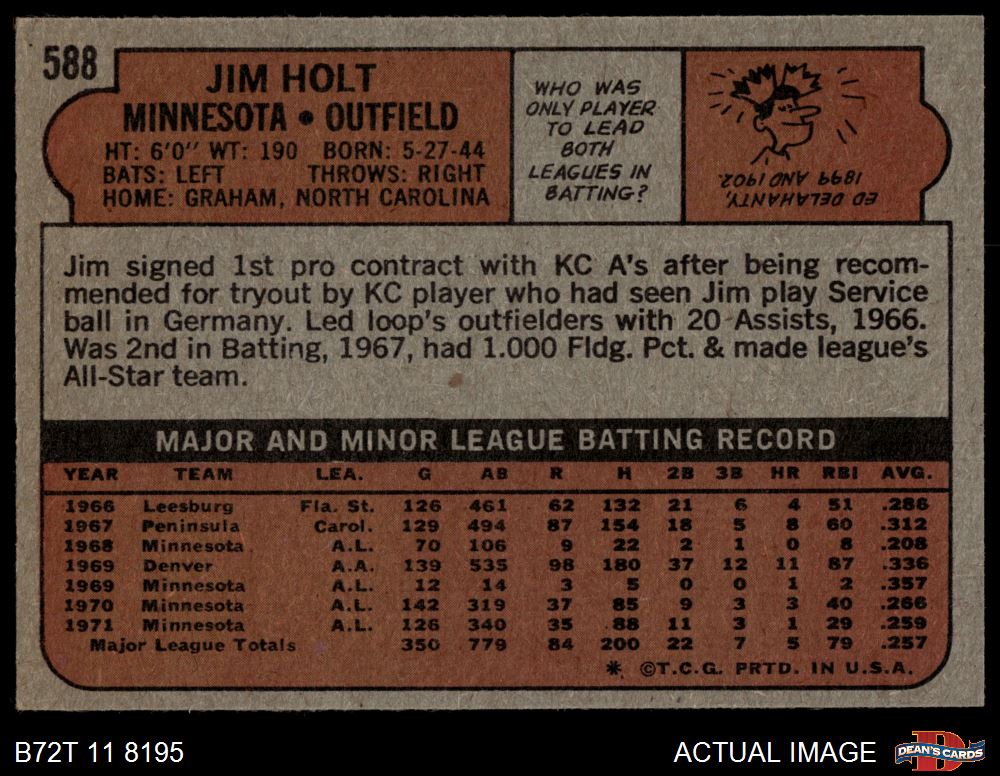 588
JIM HOLT
MINNESOTA • OUTFIELD
HT: 6'0" WT: 190 BORN: 5-27-44
BATS: LEFT THROWS: RIGHT
HOME: GRAHAM, NORTH CAROLINA
WHO WAS
ONLY PLAYER
TO LEAD
BOTH
LEAGUES IN
BATTING?
ED DELAHANTY,
1899 AND 1902.
Jim signed 1st pro contract with KC A's after being recom-
mended for tryout by KC player who had seen Jim play Service
ball in Germany. Led loop's outfielders with 20 Assists, 1966.
Was 2nd in Batting, 1967, had 1.000 Fldg. Pct. & made league's
All-Star team.
MAJOR AND MINOR LEAGUE BATTING RECORD
YEAR TEAM LEA. G AB R H 2B 3B HR RBI AVG.
1966 Leesburg Fla. St. 126 461 62 132 21 6 4 51 .286
1967 Peninsula Carol. 129 494 87 154 18 5 8 60 .312
1968 Minnesota A.L. 70 106 9 22 2 1 0 8 .208
1969 Denver A.A. 139 535 98 180 37 12 11 87 .336
1969 Minnesota A.L. 12 14 3 5 0 0 1 2 .357
1970 Minnesota A.L. 142 319 37 85 9 3 3 40 .266
1971 Minnesota A.L. 126 340 35 88 11 3 1 29 .259
Major League Totals 350 779 84 200 22 7 5 79 .257
* ©T.C.G. PRTD. IN U.S.A.
B72T 11 8195
ACTUAL IMAGE
D
DEAN'S CARDS